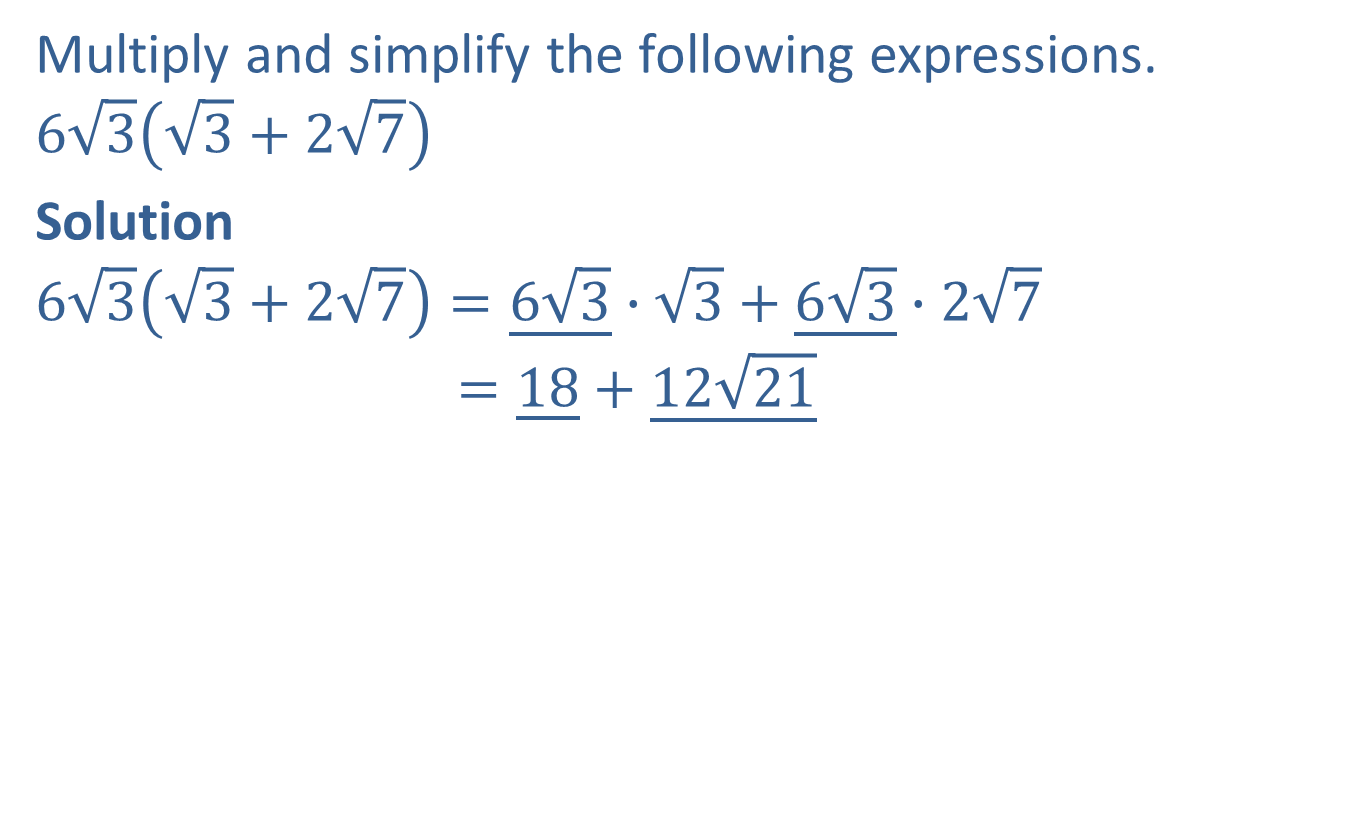 Multiply and simplify the following expressions.
6√3(√3 + 2√7)
Solution
6√3(√3 + 2√7) = 6√3 · √3 + 6√3 · 2√7
= 18 + 12√21